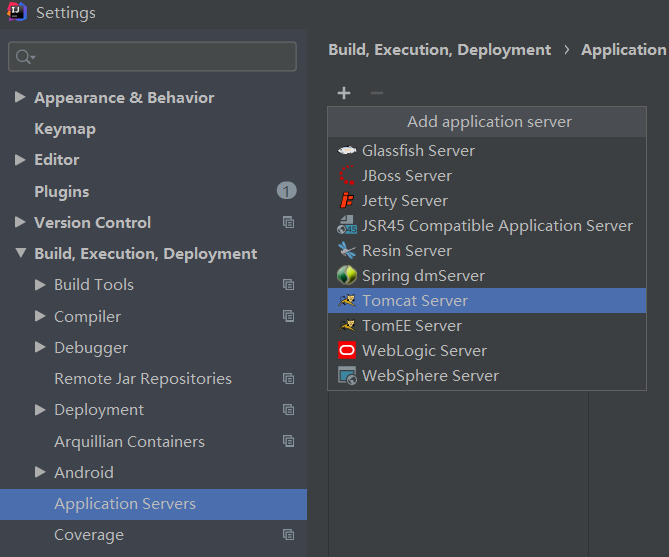 Settings
Appearance & Behavior
Keymap
Editor
Plugins 1
Version Control
Build, Execution, Deployment
Build Tools
Compiler
Debugger
Remote Jar Repositories
Deployment
Arquillian Containers
Android
Application Servers
Coverage
Build, Execution, Deployment › Application
Add application server
Glassfish Server
JBoss Server
Jetty Server
JSR45 Compatible Application Server
Resin Server
Spring dmServer
Tomcat Server
TomEE Server
WebLogic Server
WebSphere Server